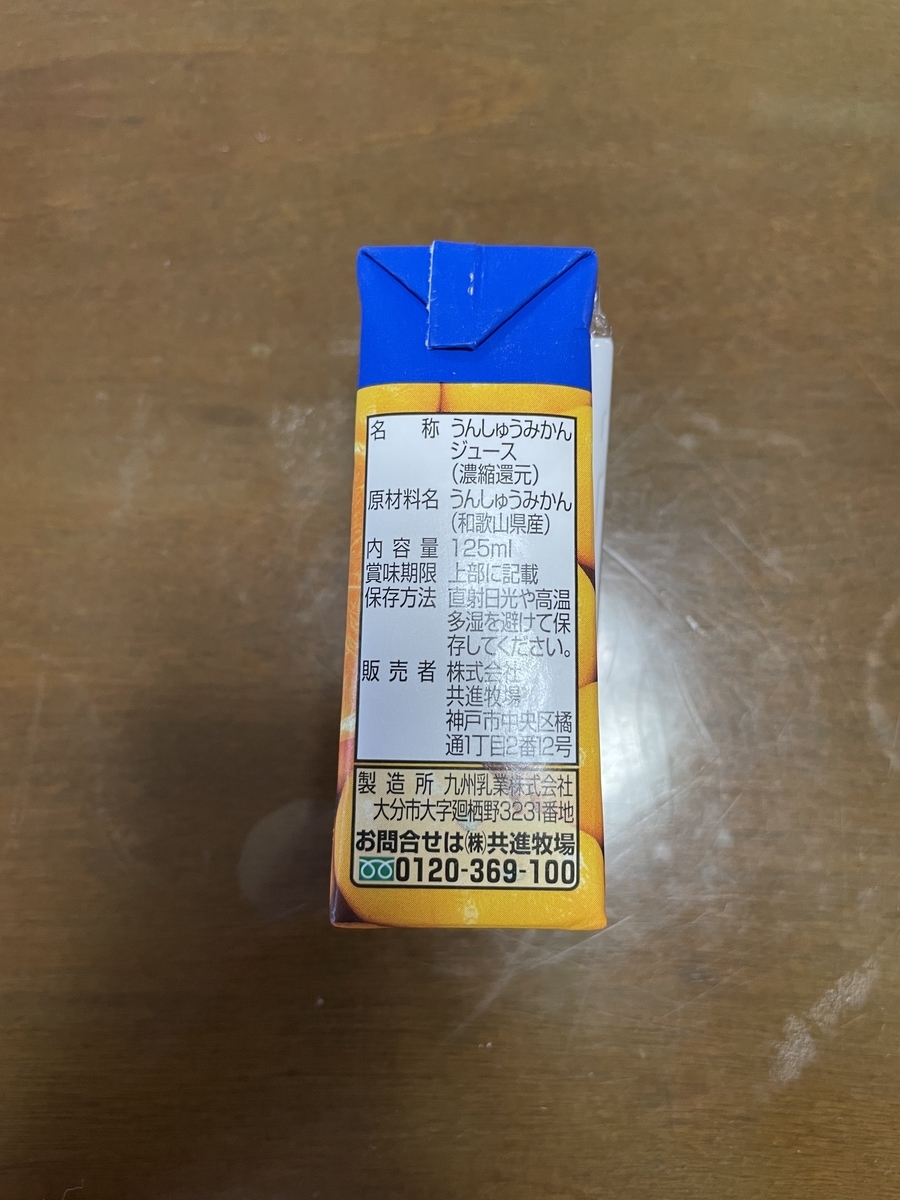 名称 うんしゅうみかん
ジュース
(濃縮還元)
原材料名 うんしゅうみかん
(和歌山県産)
内容量 125ml
賞味期限 上部に記載
保存方法 直射日光や高温
多湿を避けて保
存してください。
販売者 株式会社
共進牧場
神戸市中央区橘
通1丁目2番12号
製造所 九州乳業株式会社
大分市大字廻栖野3231番地
お問合せは(株)共進牧場
0120-369-100